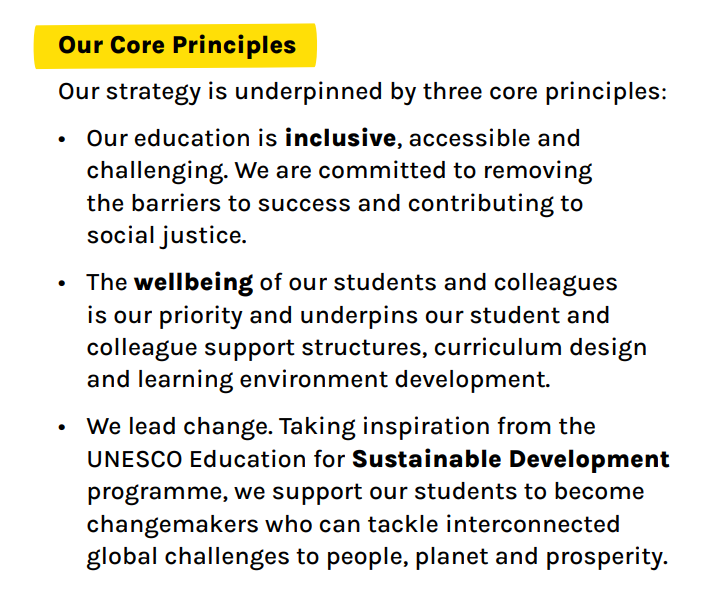 Our Core Principles
Our strategy is underpinned by three core principles:
• Our education is inclusive, accessible and
challenging. We are committed to removing
the barriers to success and contributing to
social justice.
• The wellbeing of our students and colleagues
is our priority and underpins our student and
colleague support structures, curriculum design
and learning environment development.
• We lead change. Taking inspiration from the
UNESCO Education for Sustainable Development
programme, we support our students to become
changemakers who can tackle interconnected
global challenges to people, planet and prosperity.